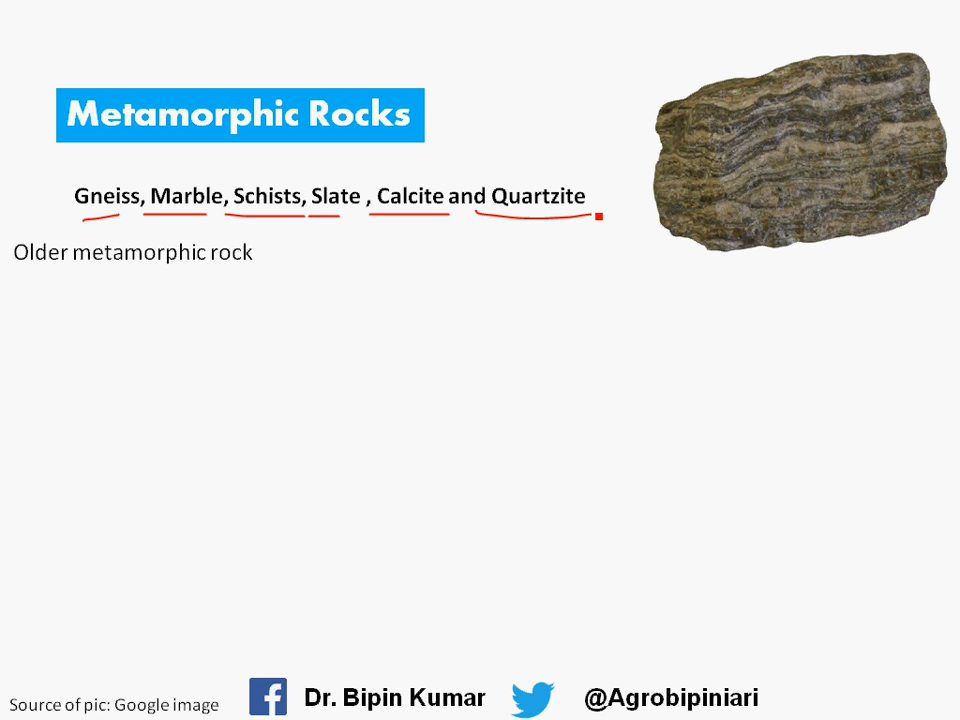 Metamorphic Rocks
Gneiss, Marble, Schists, Slate , Calcite and Quartzite
Older metamorphic rock
Source of pic: Google image
Dr. Bipin Kumar
@Agrobipiniari